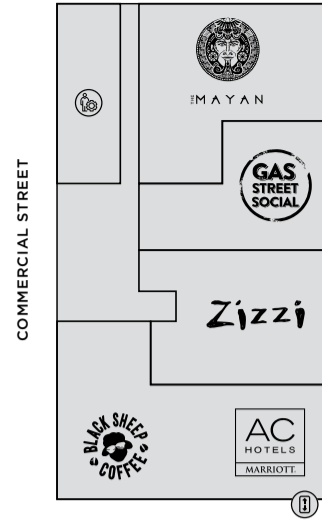 THE MAYAN
GAS
STREET
SOCIAL
COMMERCIAL STREET
Zizzi
BLACK SHEEP
COFFEE
AC
HOTELS
MARRIOTT